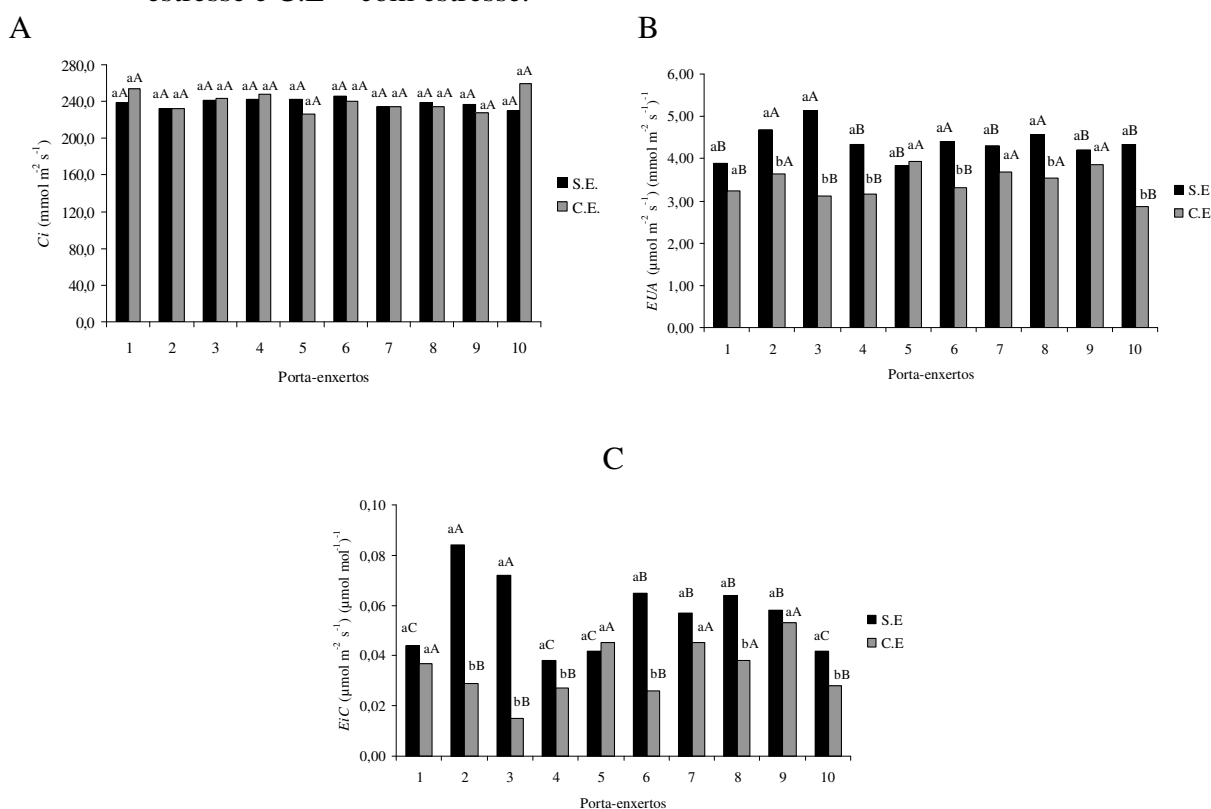 estresse e C.E – com estresse.
A
280,0
240,0
200,0
160,0
120,0
80,0
40,0
0,0
Ci (mmol m-2 s-1)
aA aA aA aA aA aA aA aA aA aA aA aA aA aA aA aA aA aA aA aA
S.E.
C.E.
1 2 3 4 5 6 7 8 9 10
Porta-enxertos
B
6,00
5,00
4,00
3,00
2,00
1,00
0,00
EUA (µmol m-2 s-1) (mmol m-2 s-1)-1
aB aB aA bA aA bB aB bB aB aA aA bB aB aA aA bA aB aA aB bB
S.E
C.E
1 2 3 4 5 6 7 8 9 10
Porta-enxertos
C
0,10
0,08
0,06
0,04
0,02
0,00
EiC (µmol m-2 s-1) (µmol mol-1)-1
aC aA aA bB aA bB aC bB aC aA aB bB aB aA aB bA aB aA aC bB
S.E
C.E
1 2 3 4 5 6 7 8 9 10
Porta-enxertos